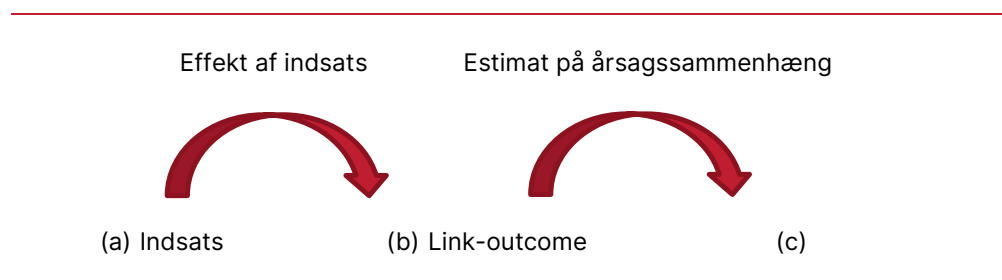 Effekt af indsats Estimat på årsagssammenhæng
(a) Indsats (b) Link-outcome (c)